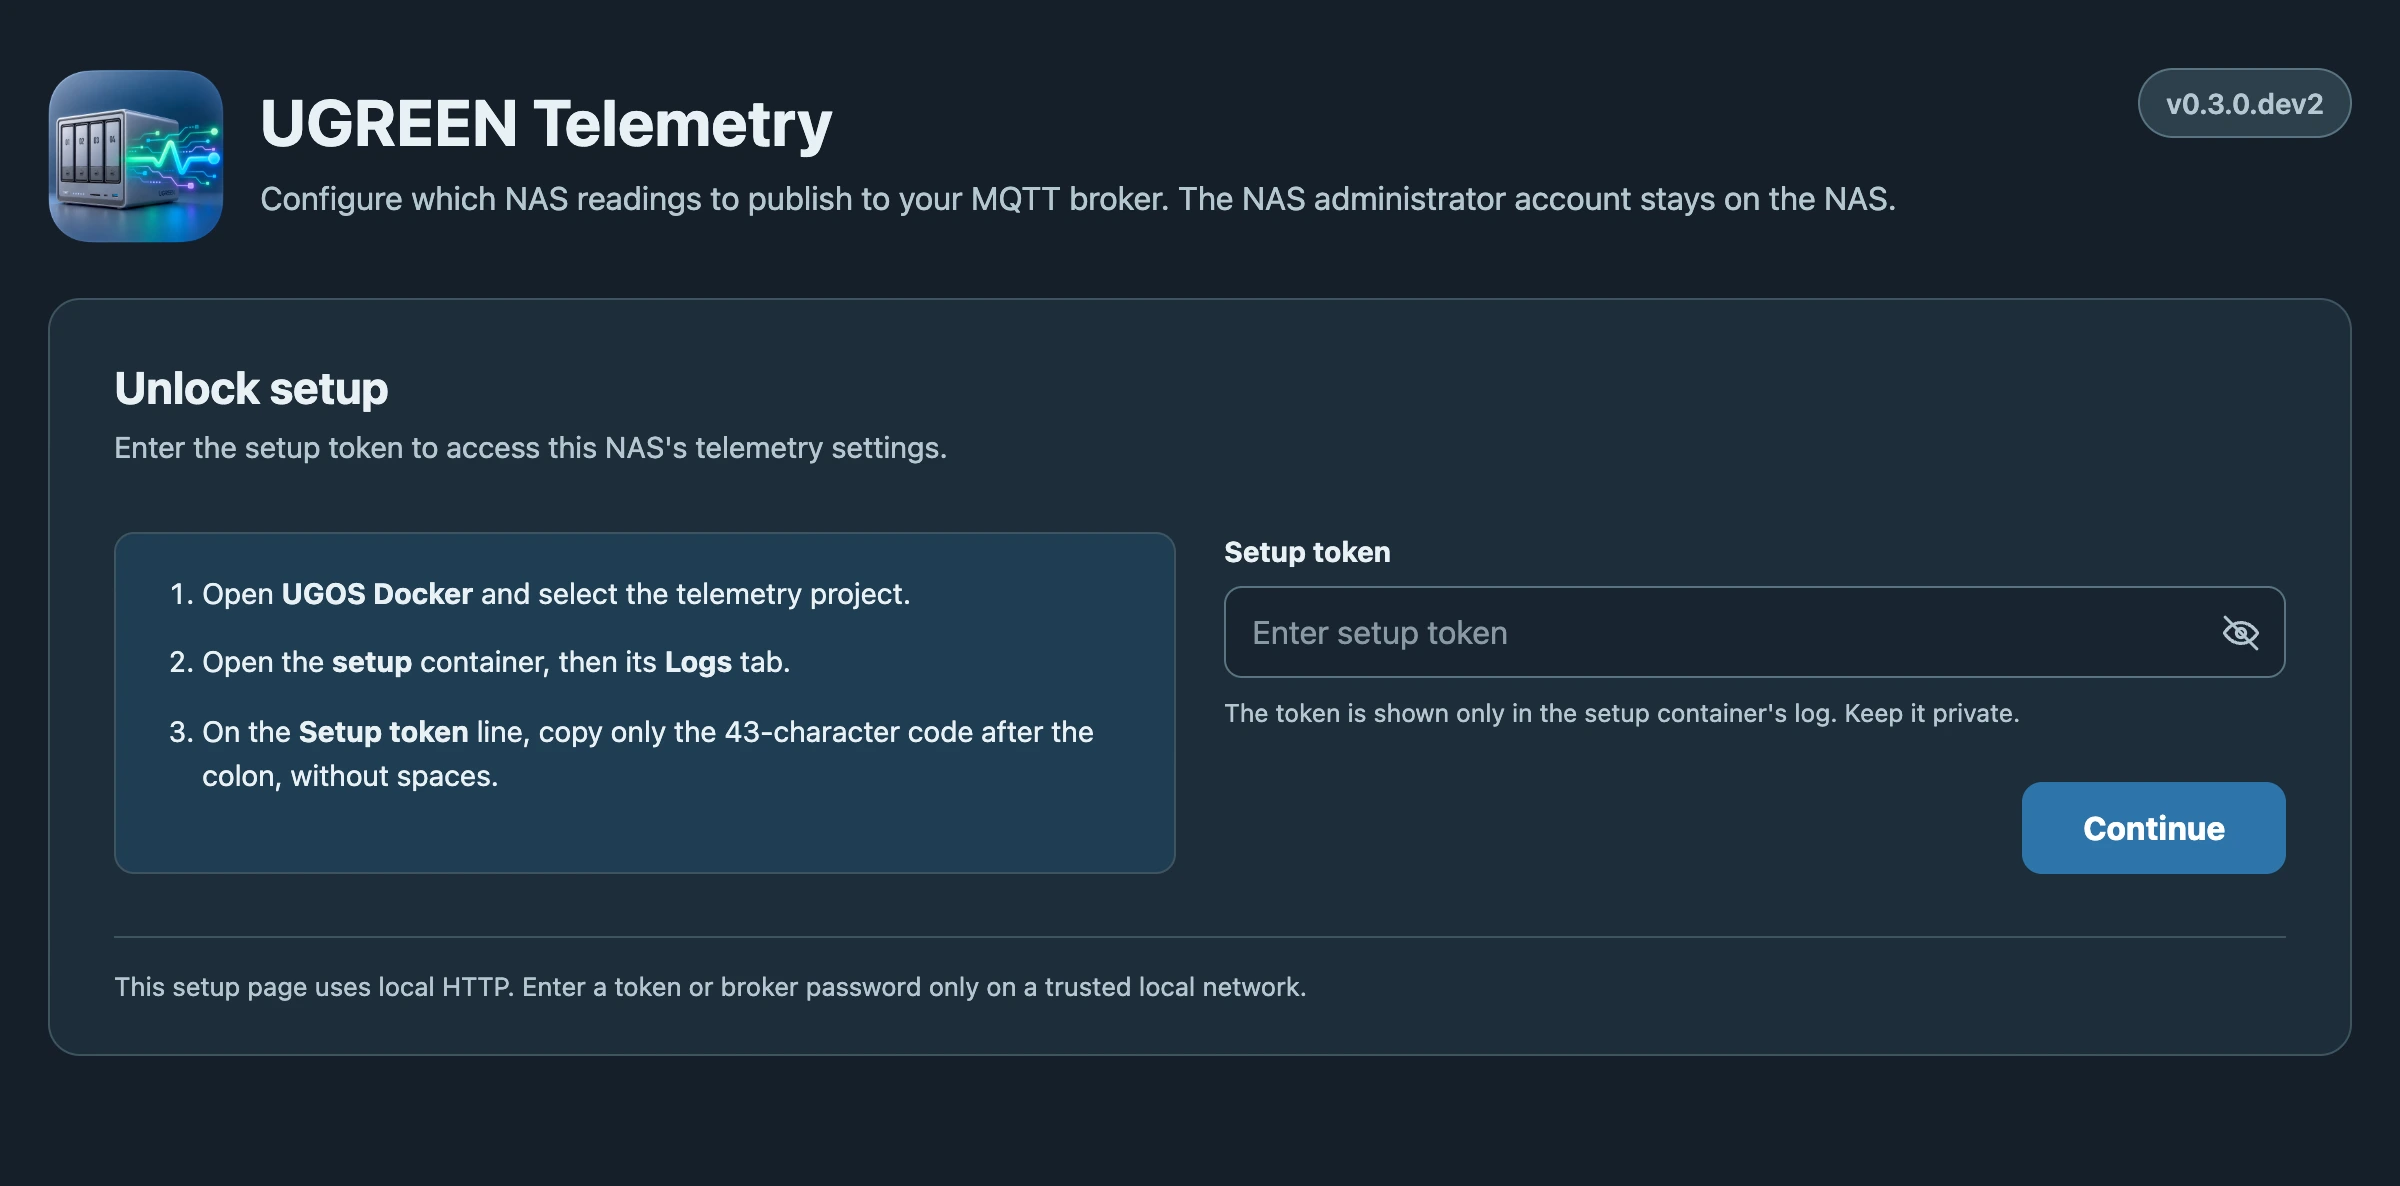 UGREEN Telemetry
v0.3.0.dev2
Configure which NAS readings to publish to your MQTT broker. The NAS administrator account stays on the NAS.
Unlock setup
Enter the setup token to access this NAS's telemetry settings.
1. Open UGOS Docker and select the telemetry project.
2. Open the setup container, then its Logs tab.
3. On the Setup token line, copy only the 43-character code after the
colon, without spaces.
Setup token
Enter setup token
The token is shown only in the setup container's log. Keep it private.
Continue
This setup page uses local HTTP. Enter a token or broker password only on a trusted local network.